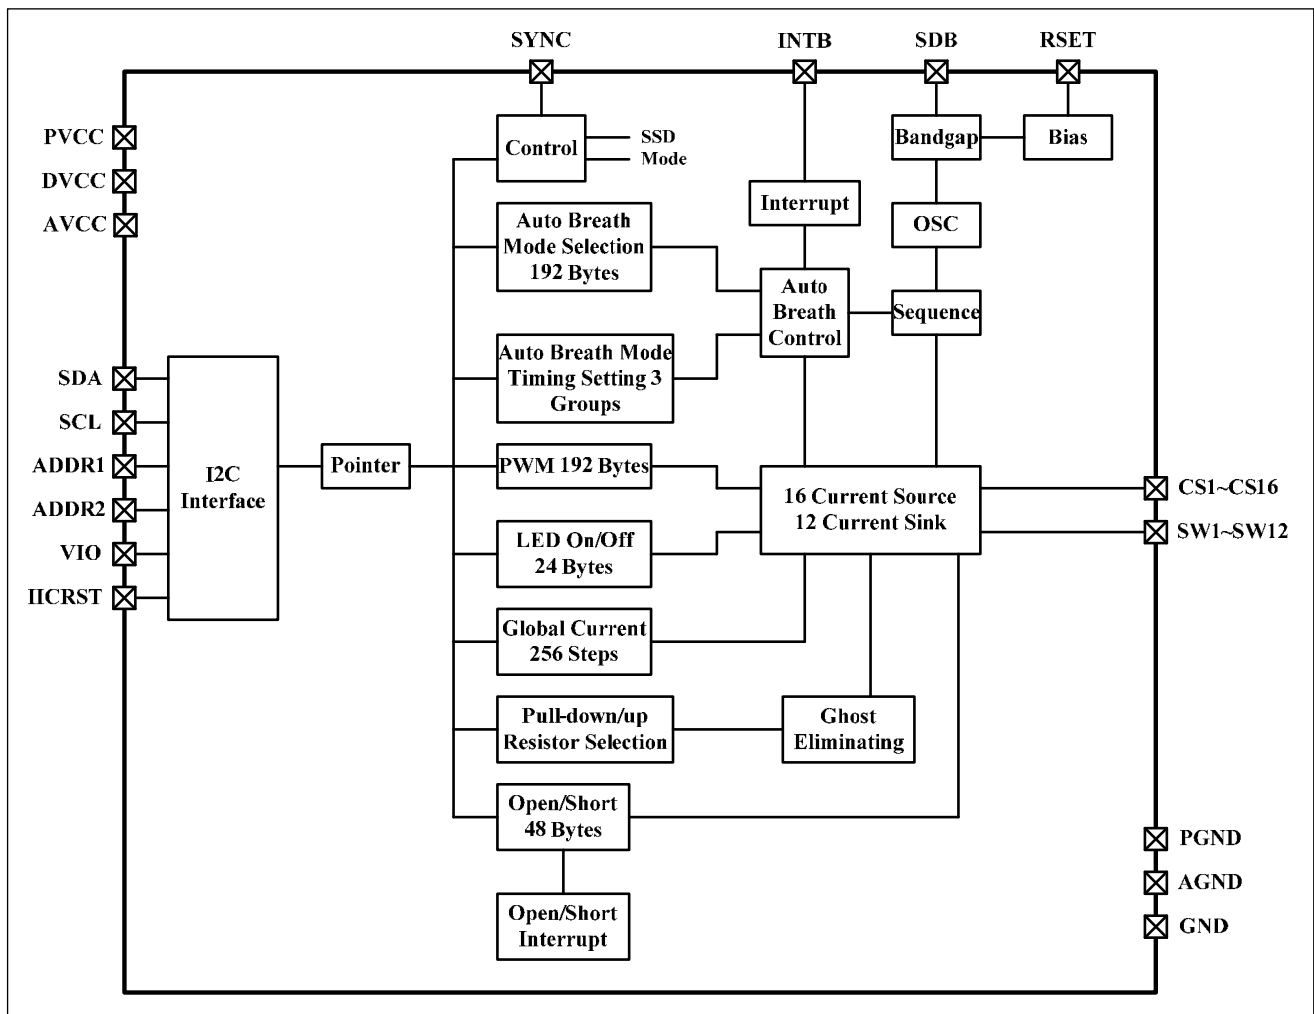 SYNC
INTB
SDB
RSET
PVCC
DVCC
AVCC
Control
SSD
Mode
Bandgap
Bias
Interrupt
OSC
Auto Breath
Mode Selection
192 Bytes
Auto
Breath
Control
Sequence
Auto Breath Mode
Timing Setting 3
Groups
SDA
SCL
ADDR1
ADDR2
VIO
IICRST
I2C
Interface
Pointer
PWM 192 Bytes
16 Current Source
12 Current Sink
CS1~CS16
SW1~SW12
LED On/Off
24 Bytes
Global Current
256 Steps
Pull-down/up
Resistor Selection
Ghost
Eliminating
Open/Short
48 Bytes
Open/Short
Interrupt
PGND
AGND
GND